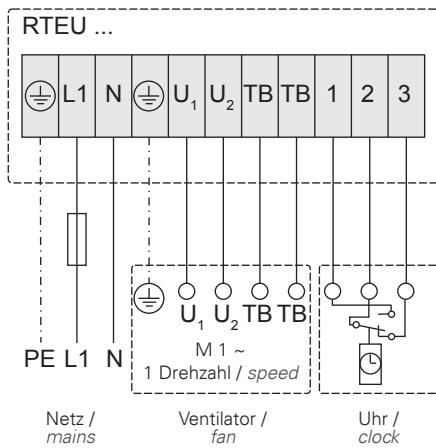 RTEU ...
L1 N U1 U2 TB TB 1 2 3
U1 U2 TB TB
M 1 ~
1 Drehzahl / speed
PE L1 N
Netz /
mains
Ventilator /
fan
Uhr /
clock